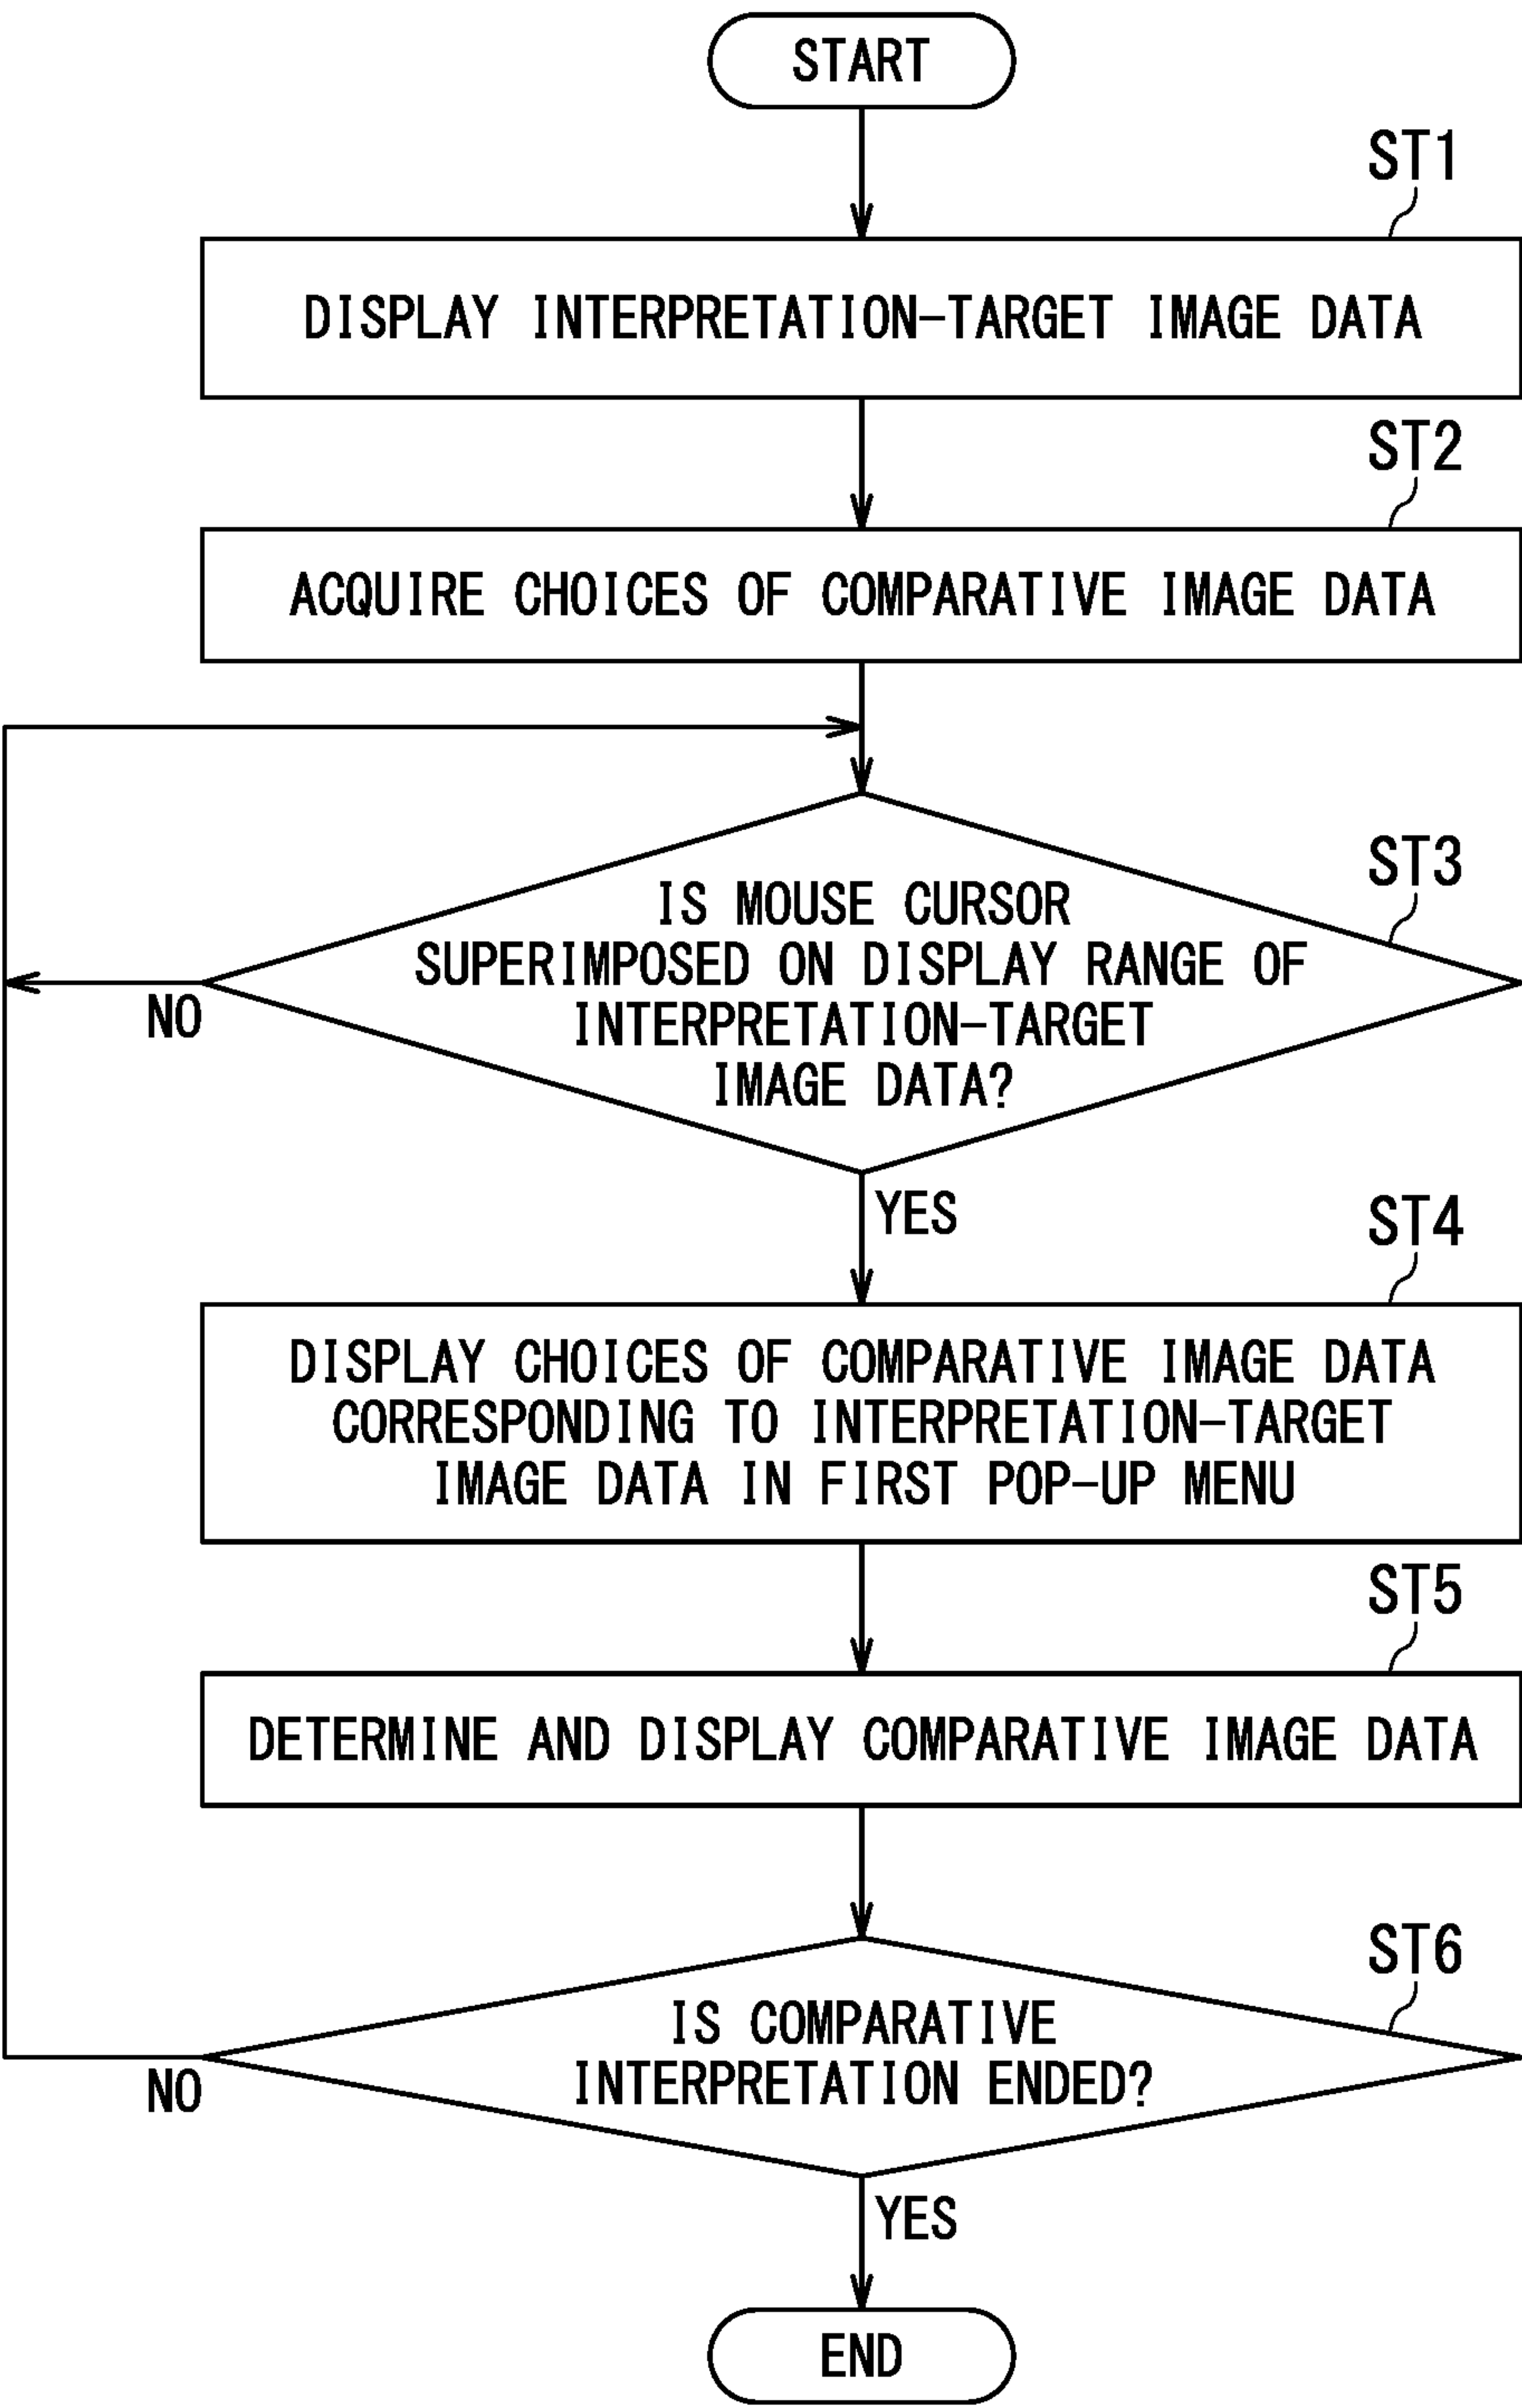 START
ST1
DISPLAY INTERPRETATION-TARGET IMAGE DATA
ST2
ACQUIRE CHOICES OF COMPARATIVE IMAGE DATA
ST3
IS MOUSE CURSOR
SUPERIMPOSED ON DISPLAY RANGE OF
INTERPRETATION-TARGET
IMAGE DATA?
NO
YES
ST4
DISPLAY CHOICES OF COMPARATIVE IMAGE DATA
CORRESPONDING TO INTERPRETATION-TARGET
IMAGE DATA IN FIRST POP-UP MENU
ST5
DETERMINE AND DISPLAY COMPARATIVE IMAGE DATA
ST6
IS COMPARATIVE
INTERPRETATION ENDED?
NO
YES
END